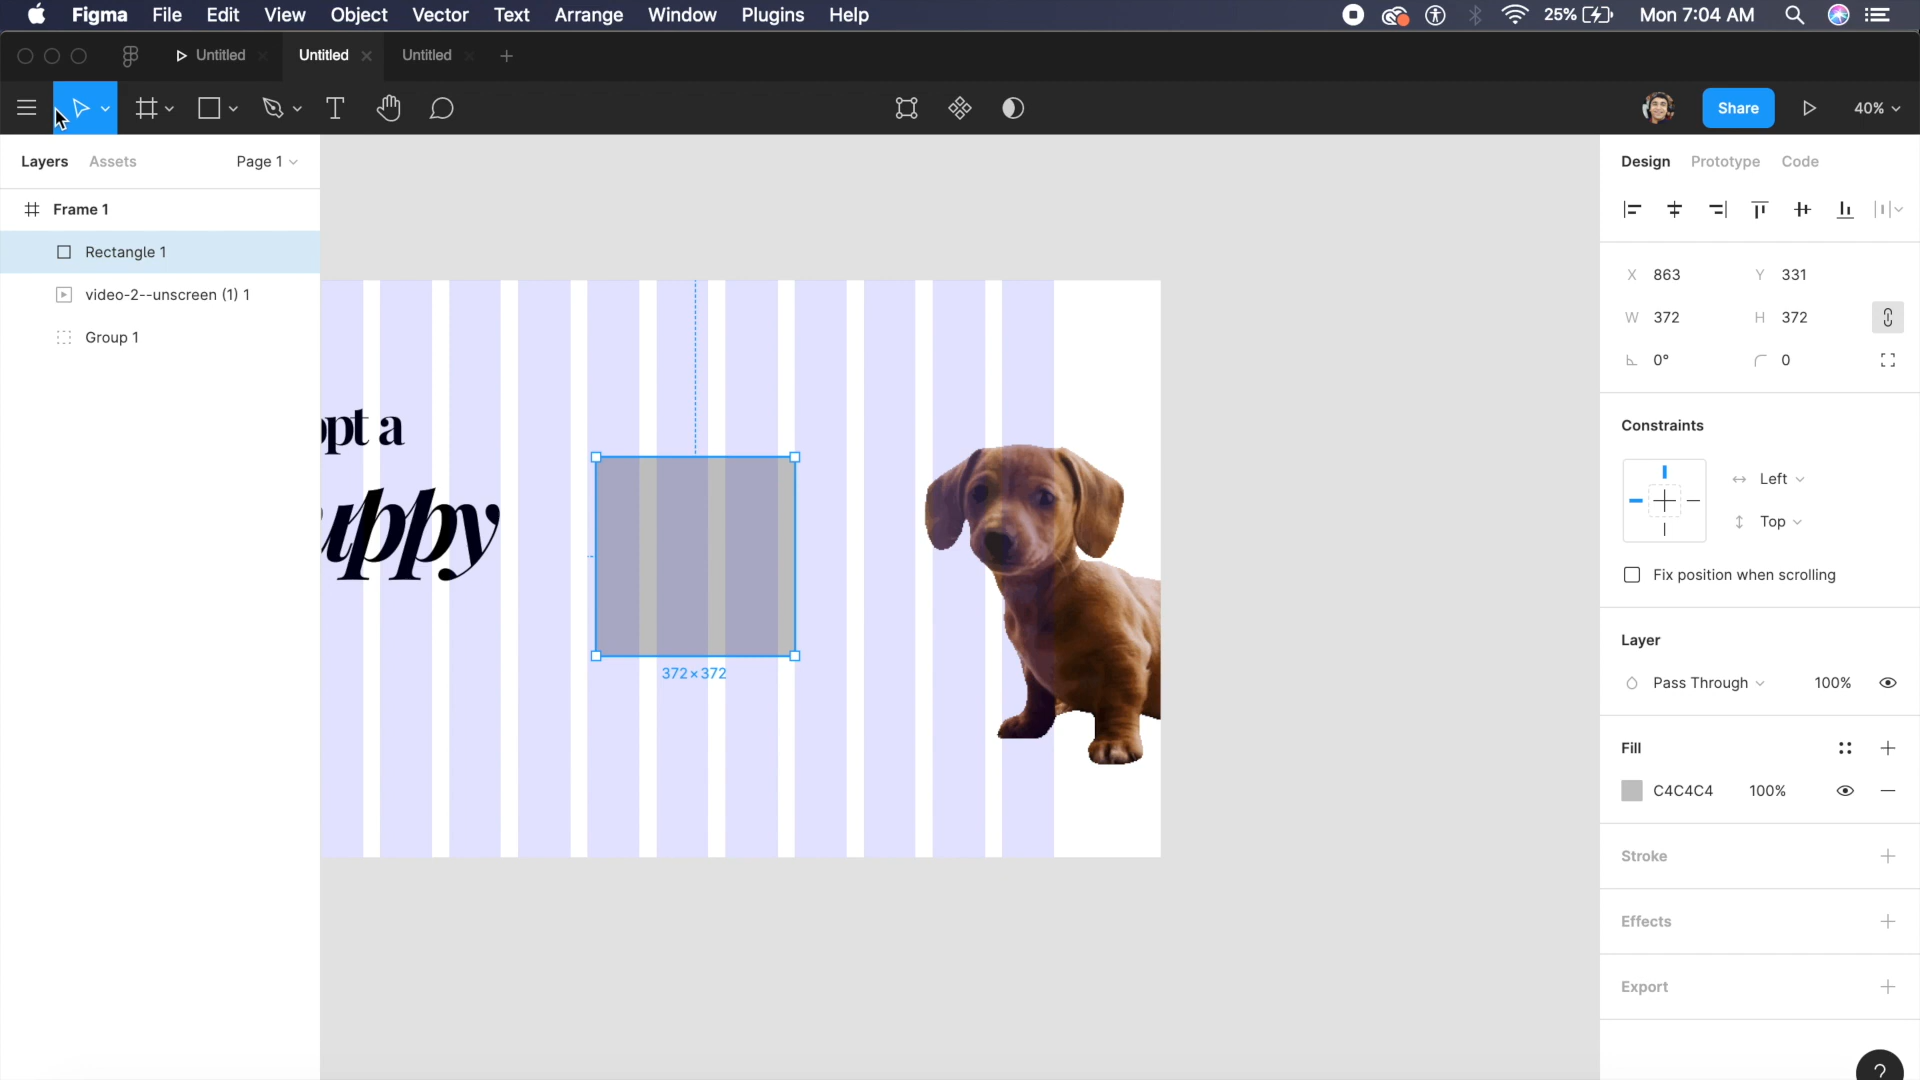 Figma File Edit View Object Vector Text Arrange Window Plugins Help 25% Mon 7:04 AM
Untitled Untitled Untitled
Share 40%
Layers Assets Page 1
Frame 1
Rectangle 1
video-2--unscreen (1) 1
Group 1
opt a
uppy
372×372
Design Prototype Code
X 863 Y 331
W 372 H 372
0° 0
Constraints
Left
Top
Fix position when scrolling
Layer
Pass Through 100%
Fill
C4C4C4 100%
Stroke
Effects
Export
?